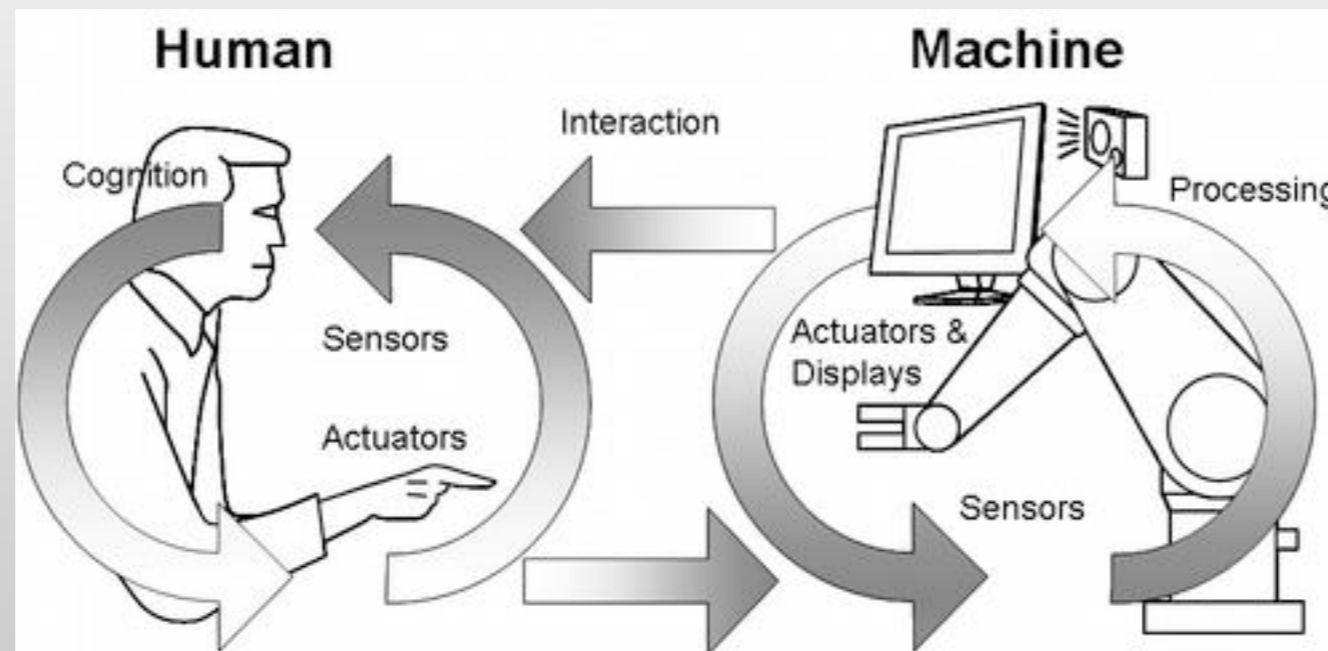 Human
Machine
Interaction
Cognition
Processing
Sensors
Actuators &
Displays
Actuators
Sensors